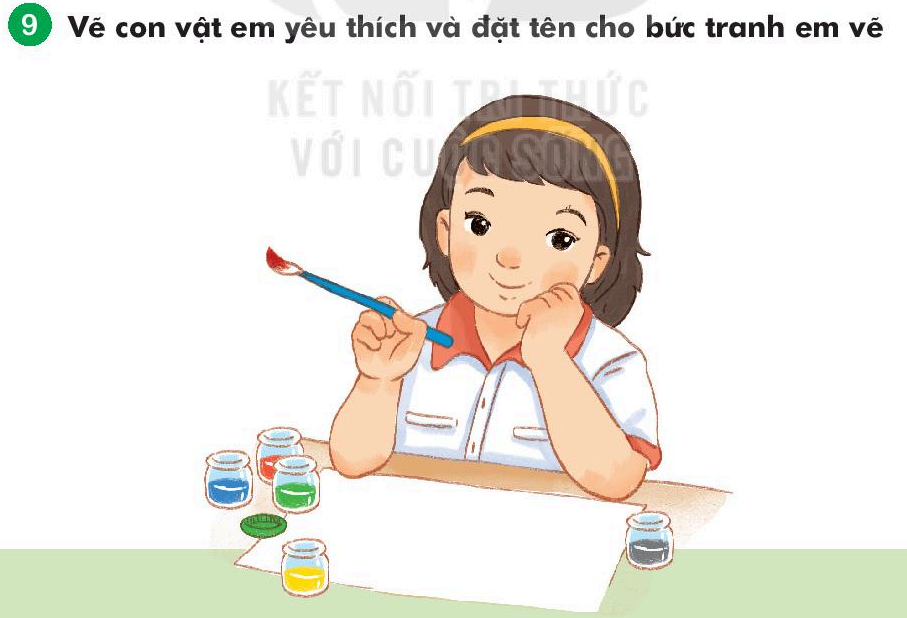 9 Vẽ con vật em yêu thích và đặt tên cho bức tranh em vẽ
KẾT NỐI TRI THỨC
VỚI CUỘC SỐNG